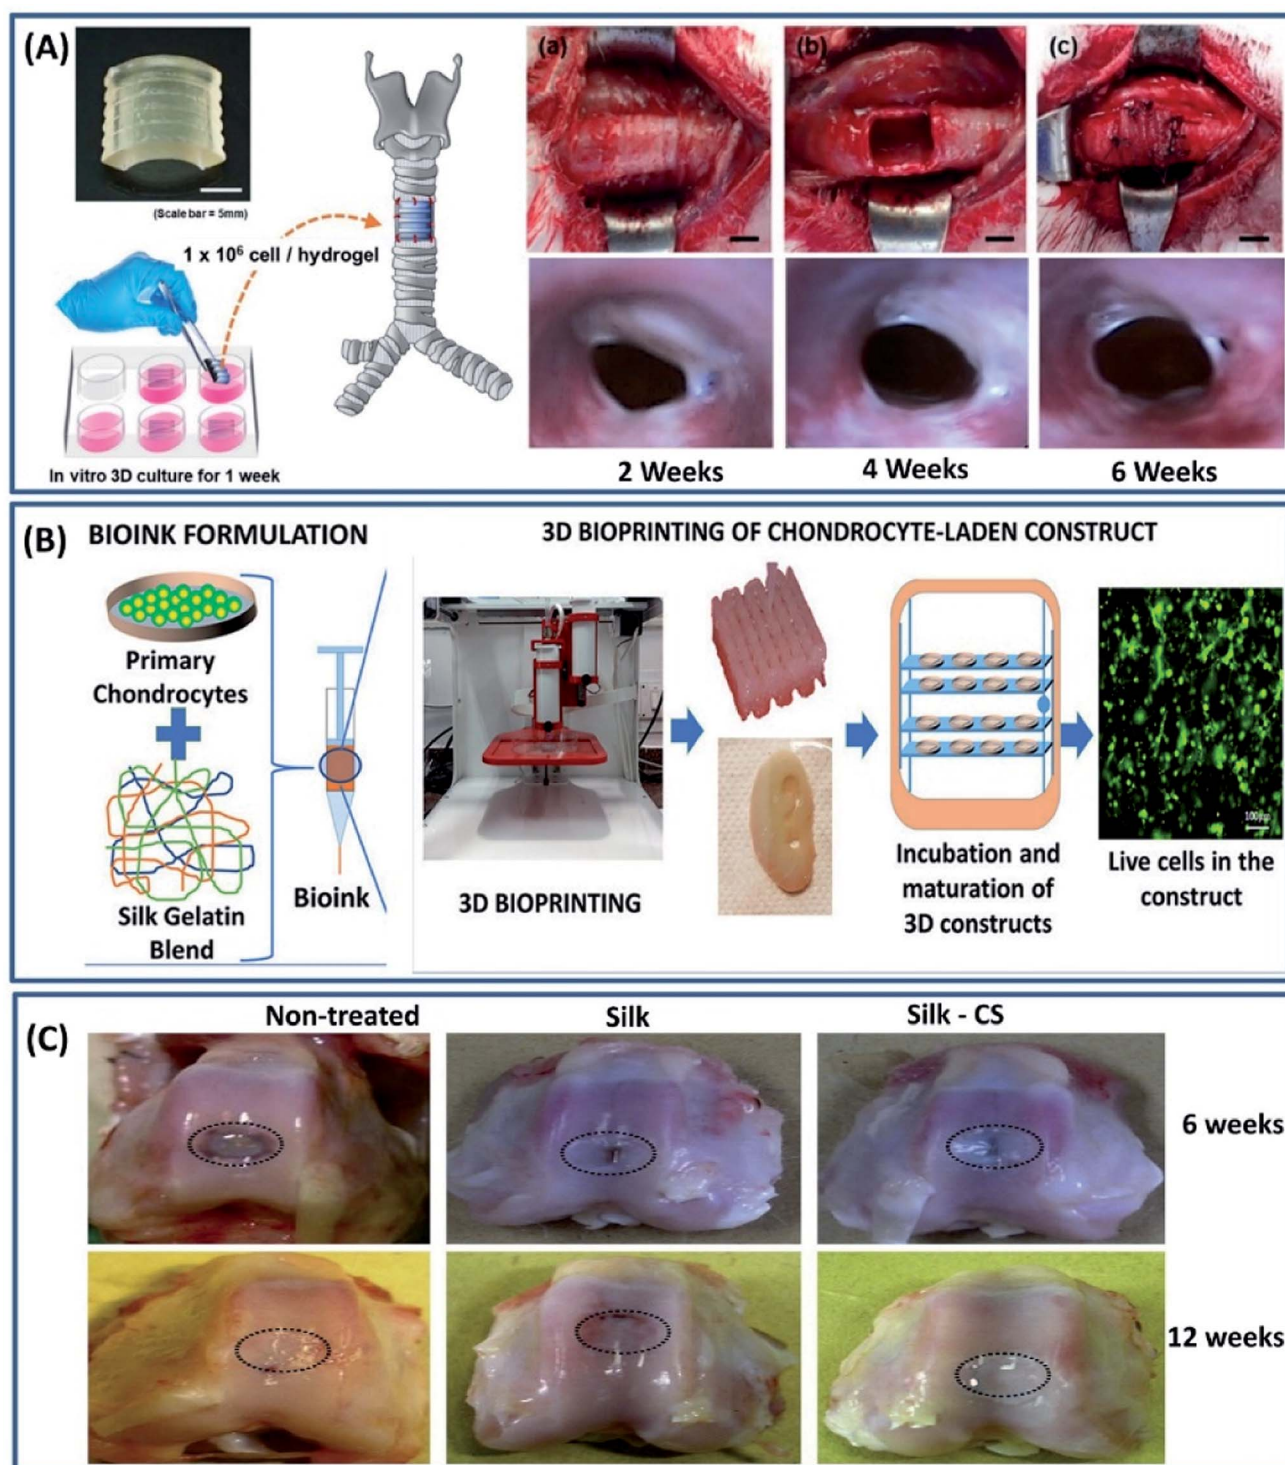 (A)
(Scale bar = 5mm)
1 x 10⁶ cell / hydrogel
In vitro 3D culture for 1 week
(a)
(b)
(c)
2 Weeks
4 Weeks
6 Weeks
(B)
BIOINK FORMULATION
Primary
Chondrocytes
Silk Gelatin
Blend
Bioink
3D BIOPRINTING OF CHONDROCYTE-LADEN CONSTRUCT
3D BIOPRINTING
Incubation and
maturation of
3D constructs
100μm
Live cells in the
construct
(C)
Non-treated
Silk
Silk - CS
6 weeks
12 weeks